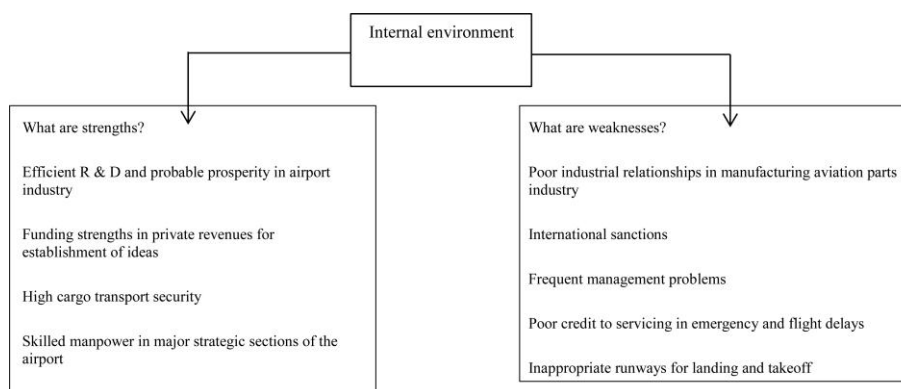 Internal environment
What are strengths?
Efficient R & D and probable prosperity in airport
industry
Funding strengths in private revenues for
establishment of ideas
High cargo transport security
Skilled manpower in major strategic sections of the
airport
What are weaknesses?
Poor industrial relationships in manufacturing aviation parts
industry
International sanctions
Frequent management problems
Poor credit to servicing in emergency and flight delays
Inappropriate runways for landing and takeoff